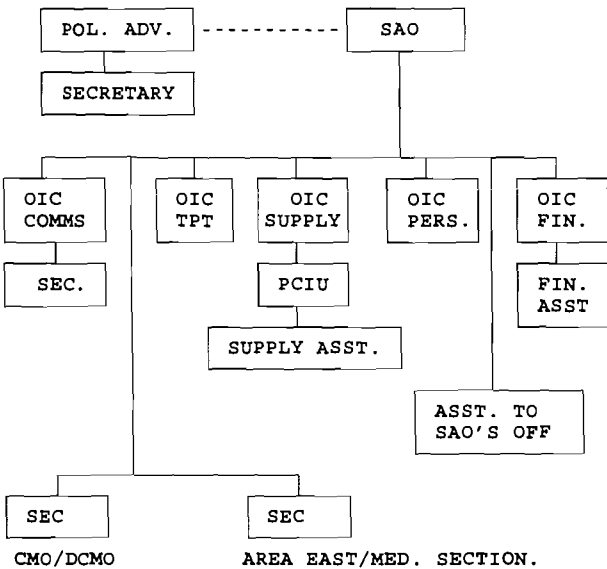 POL. ADV.
SAO
SECRETARY
OIC
COMMS
OIC
TPT
OIC
SUPPLY
OIC
PERS.
OIC
FIN.
SEC.
PCIU
FIN.
ASST
SUPPLY ASST.
ASST. TO
SAO'S OFF
SEC
SEC
CMO/DCMO
AREA EAST/MED. SECTION.